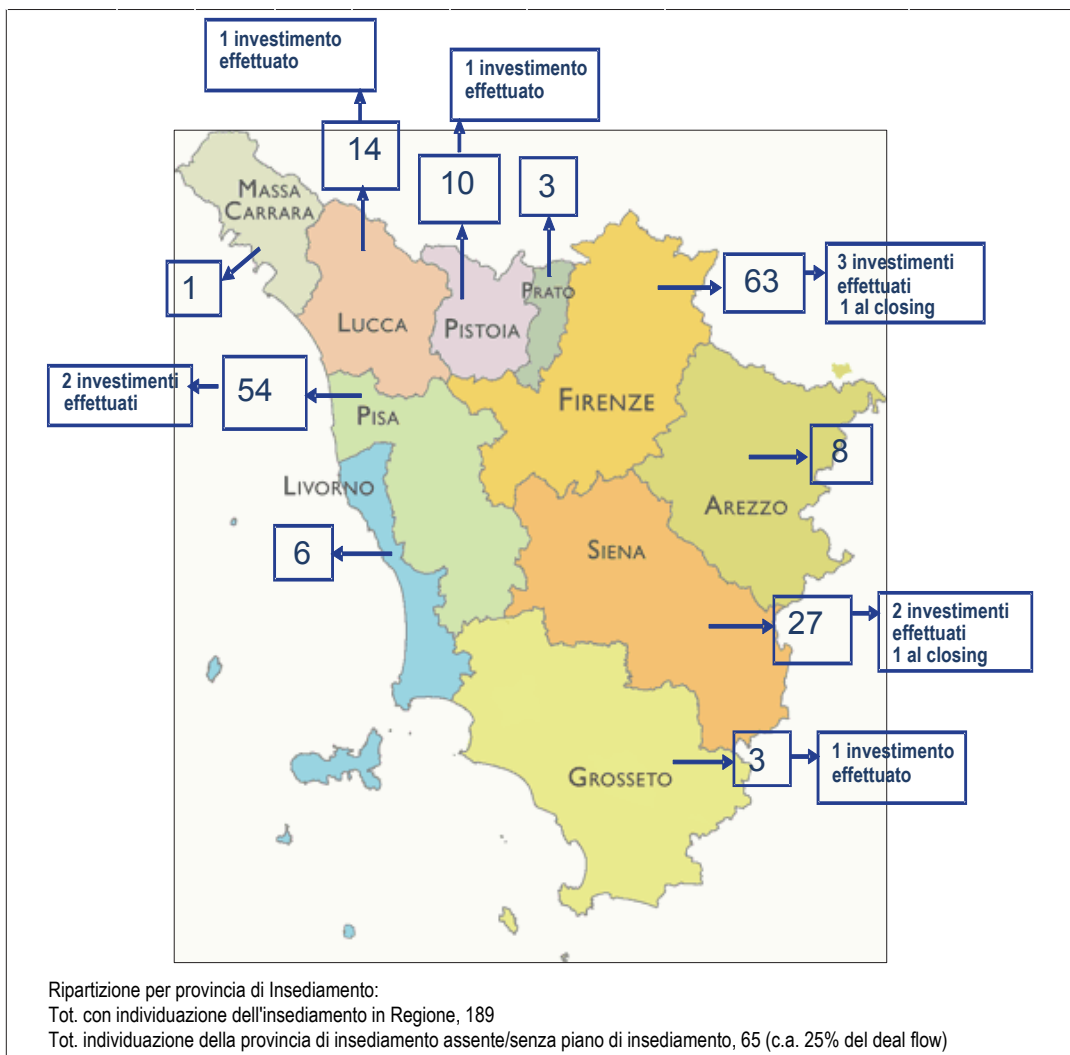 1 investimento
effettuato
1 investimento
effettuato
14
10
3
MASSA
CARRARA
1
LUCCA
PISTOIA
PRATO
63
3 investimenti
effettuati
1 al closing
2 investimenti
effettuati
54
PISA
FIRENZE
8
AREZZO
LIVORNO
6
SIENA
27
2 investimenti
effettuati
1 al closing
3
1 investimento
effettuato
GROSSETO
Ripartizione per provincia di Insediamento:
Tot. con individuazione dell'insediamento in Regione, 189
Tot. individuazione della provincia di insediamento assente/senza piano di insediamento, 65 (c.a. 25% del deal flow)